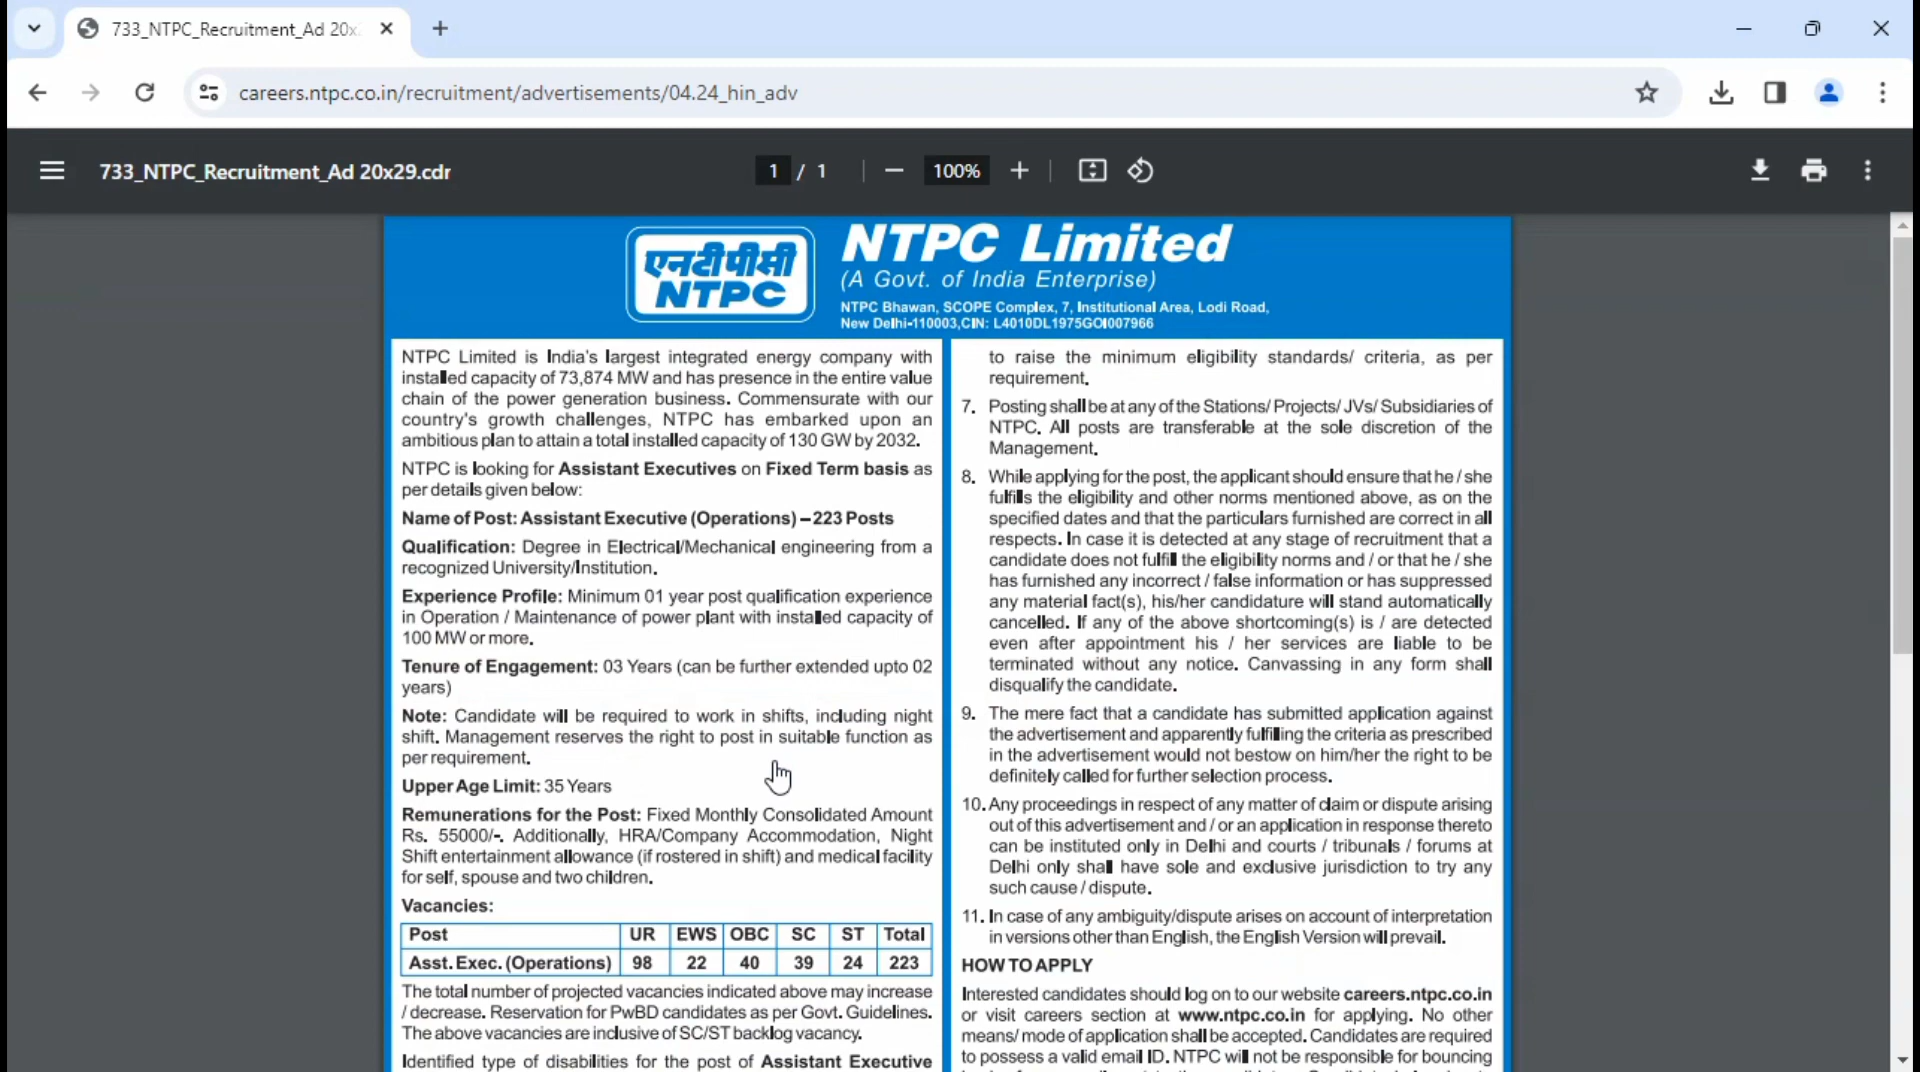 733_NTPC_Recruitment_Ad 20x
careers.ntpc.co.in/recruitment/advertisements/04.24_hin_adv
733_NTPC_Recruitment_Ad 20x29.cdr
1 / 1
100%
एनटीपीसी
NTPC
NTPC Limited
(A Govt. of India Enterprise)
NTPC Bhawan, SCOPE Complex, 7, Institutional Area, Lodi Road,
New Delhi-110003,CIN: L4010DL1975GOI007966
NTPC Limited is India's largest integrated energy company with
installed capacity of 73,874 MW and has presence in the entire value
chain of the power generation business. Commensurate with our
country's growth challenges, NTPC has embarked upon an
ambitious plan to attain a total installed capacity of 130 GW by 2032.
NTPC is looking for Assistant Executives on Fixed Term basis as
per details given below:
Name of Post: Assistant Executive (Operations) – 223 Posts
Qualification: Degree in Electrical/Mechanical engineering from a
recognized University/Institution.
Experience Profile: Minimum 01 year post qualification experience
in Operation / Maintenance of power plant with installed capacity of
100 MW or more.
Tenure of Engagement: 03 Years (can be further extended upto 02
years)
Note: Candidate will be required to work in shifts, including night
shift. Management reserves the right to post in suitable function as
per requirement.
Upper Age Limit: 35 Years
Remunerations for the Post: Fixed Monthly Consolidated Amount
Rs. 55000/-. Additionally, HRA/Company Accommodation, Night
Shift entertainment allowance (if rostered in shift) and medical facility
for self, spouse and two children.
Vacancies:
Post UR EWS OBC SC ST Total
Asst. Exec. (Operations) 98 22 40 39 24 223
The total number of projected vacancies indicated above may increase
/ decrease. Reservation for PwBD candidates as per Govt. Guidelines.
The above vacancies are inclusive of SC/ST backlog vacancy.
Identified type of disabilities for the post of Assistant Executive
to raise the minimum eligibility standards/ criteria, as per
requirement.
7. Posting shall be at any of the Stations/ Projects/ JVs/ Subsidiaries of
NTPC. All posts are transferable at the sole discretion of the
Management.
8. While applying for the post, the applicant should ensure that he / she
fulfills the eligibility and other norms mentioned above, as on the
specified dates and that the particulars furnished are correct in all
respects. In case it is detected at any stage of recruitment that a
candidate does not fulfill the eligibility norms and / or that he / she
has furnished any incorrect / false information or has suppressed
any material fact(s), his/her candidature will stand automatically
cancelled. If any of the above shortcoming(s) is / are detected
even after appointment his / her services are liable to be
terminated without any notice. Canvassing in any form shall
disqualify the candidate.
9. The mere fact that a candidate has submitted application against
the advertisement and apparently fulfilling the criteria as prescribed
in the advertisement would not bestow on him/her the right to be
definitely called for further selection process.
10. Any proceedings in respect of any matter of claim or dispute arising
out of this advertisement and / or an application in response thereto
can be instituted only in Delhi and courts / tribunals / forums at
Delhi only shall have sole and exclusive jurisdiction to try any
such cause / dispute.
11. In case of any ambiguity/dispute arises on account of interpretation
in versions other than English, the English Version will prevail.
HOW TO APPLY
Interested candidates should log on to our website careers.ntpc.co.in
or visit careers section at www.ntpc.co.in for applying. No other
means/ mode of application shall be accepted. Candidates are required
to possess a valid email ID. NTPC will not be responsible for bouncing